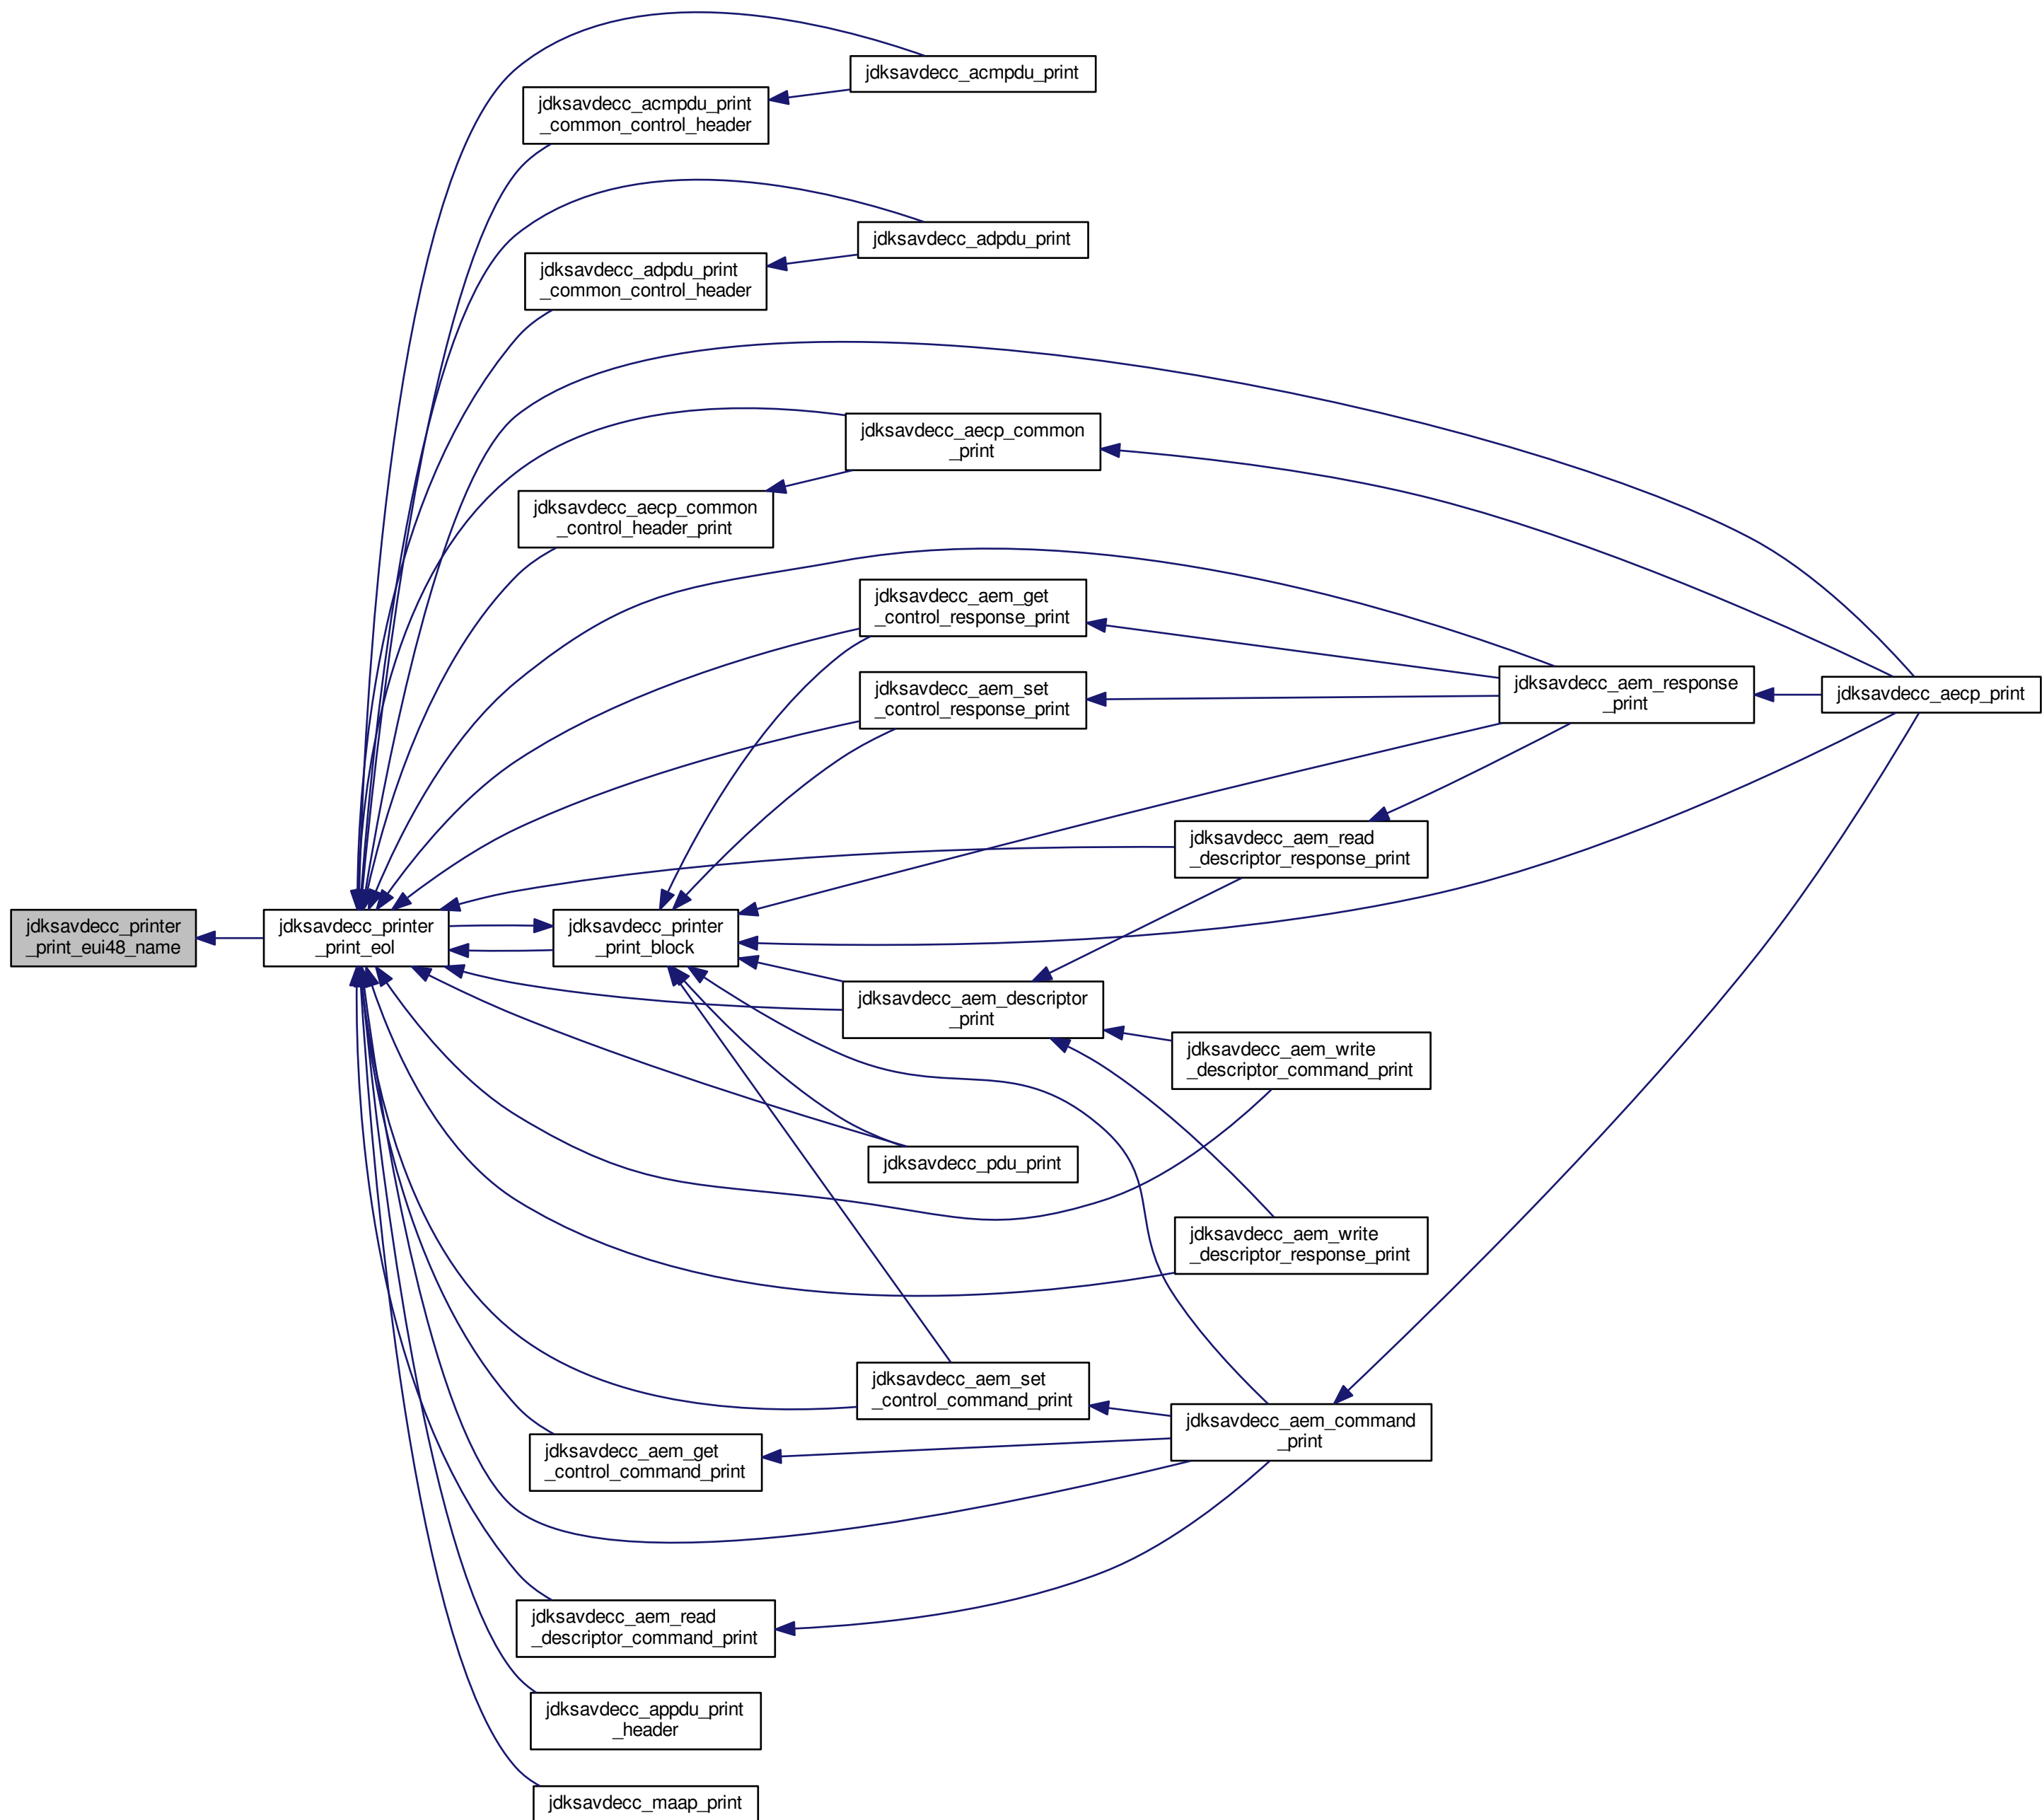 jdksavdecc_acmpdu_print
jdksavdecc_acmpdu_print
_common_control_header
jdksavdecc_adpdu_print
jdksavdecc_adpdu_print
_common_control_header
jdksavdecc_aecp_common
_print
jdksavdecc_aecp_common
_control_header_print
jdksavdecc_aem_get
_control_response_print
jdksavdecc_aem_set
_control_response_print
jdksavdecc_aem_response
_print
jdksavdecc_aecp_print
jdksavdecc_aem_read
_descriptor_response_print
jdksavdecc_printer
_print_eui48_name
jdksavdecc_printer
_print_eol
jdksavdecc_printer
_print_block
jdksavdecc_aem_descriptor
_print
jdksavdecc_aem_write
_descriptor_command_print
jdksavdecc_pdu_print
jdksavdecc_aem_write
_descriptor_response_print
jdksavdecc_aem_set
_control_command_print
jdksavdecc_aem_command
_print
jdksavdecc_aem_get
_control_command_print
jdksavdecc_aem_read
_descriptor_command_print
jdksavdecc_appdu_print
_header
jdksavdecc_maap_print